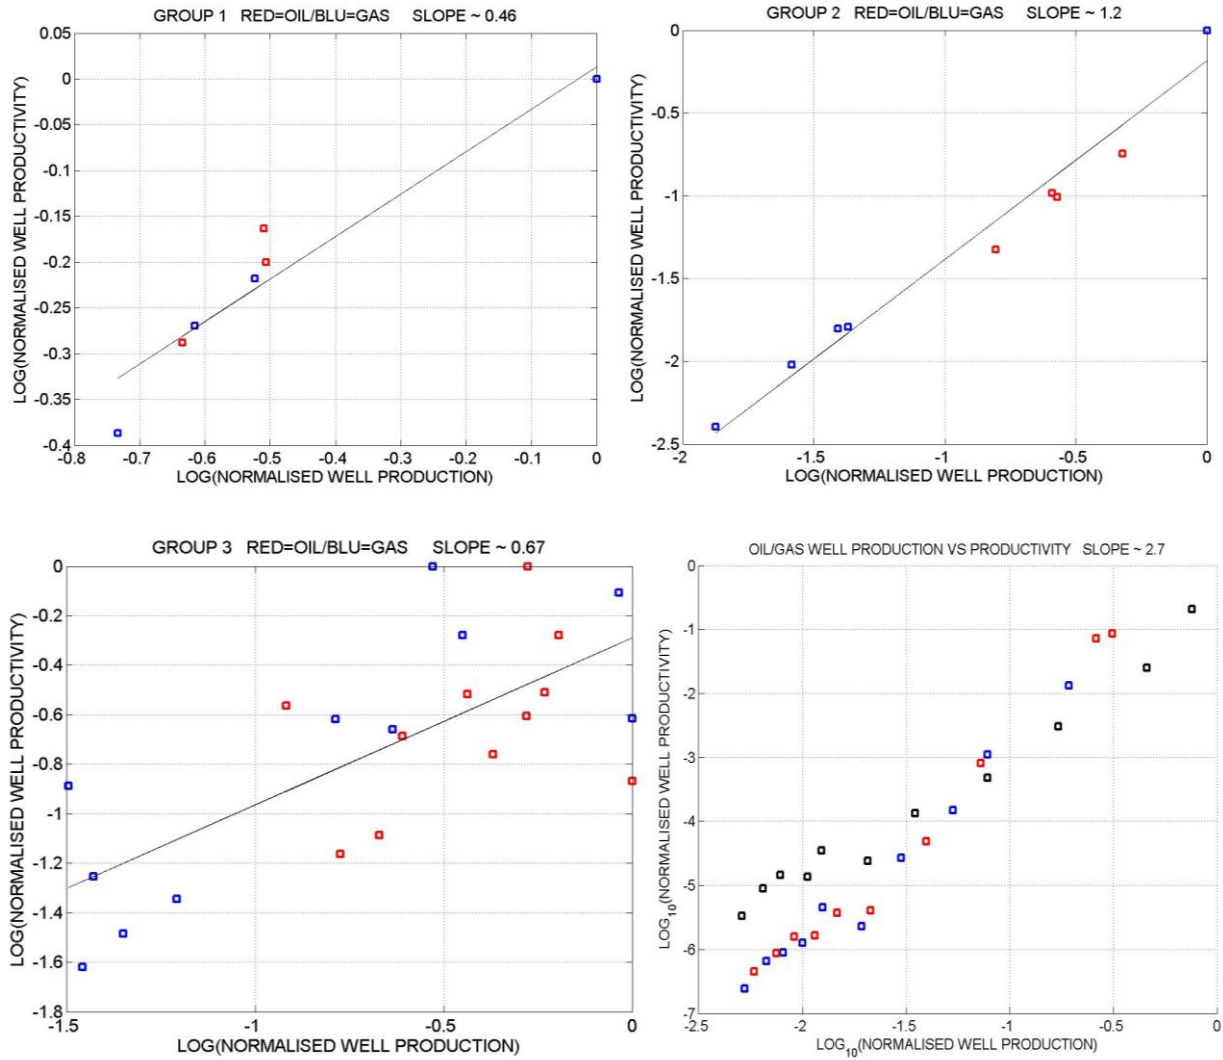 GROUP 1 RED=OIL/BLUE=GAS SLOPE ~ 0.46
LOG(NORMALISED WELL PRODUCTIVITY)
0.05
0
-0.05
-0.1
-0.15
-0.2
-0.25
-0.3
-0.35
-0.4
-0.8 -0.7 -0.6 -0.5 -0.4 -0.3 -0.2 -0.1 0
LOG(NORMALISED WELL PRODUCTION)
GROUP 2 RED=OIL/BLUE=GAS SLOPE ~ 1.2
LOG(NORMALISED WELL PRODUCTIVITY)
0
-0.5
-1
-1.5
-2
-2.5
-2 -1.5 -1 -0.5 0
LOG(NORMALISED WELL PRODUCTION)
GROUP 3 RED=OIL/BLUE=GAS SLOPE ~ 0.67
LOG(NORMALISED WELL PRODUCTIVITY)
0
-0.2
-0.4
-0.6
-0.8
-1
-1.2
-1.4
-1.6
-1.8
-1.5 -1 -0.5 0
LOG(NORMALISED WELL PRODUCTION)
OIL/GAS WELL PRODUCTION VS PRODUCTIVITY SLOPE ~ 2.7
LOG10(NORMALISED WELL PRODUCTIVITY)
0
-1
-2
-3
-4
-5
-6
-7
-2.5 -2 -1.5 -1 -0.5 0
LOG10(NORMALISED WELL PRODUCTION)